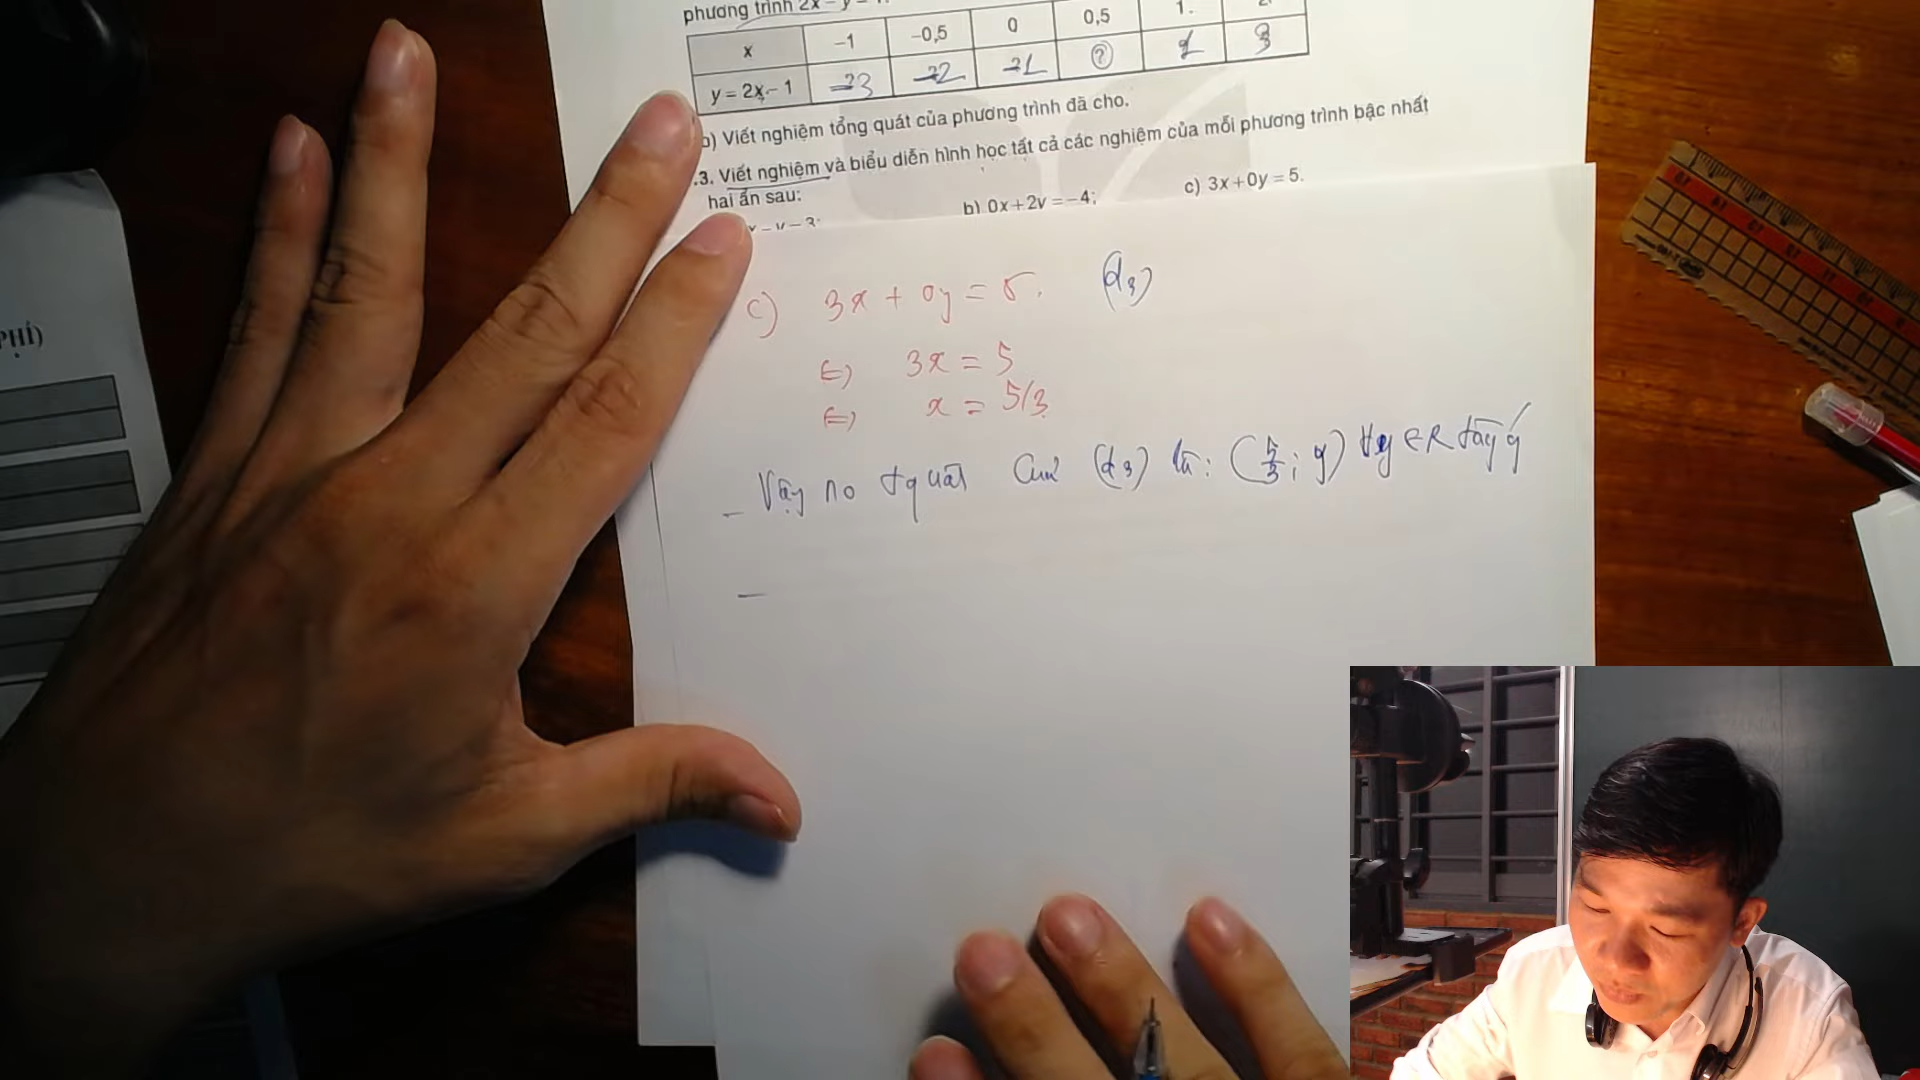 phương trình 2x – y = 1.
x –1 –0,5 0 0,5 1. 2.
y = 2x – 1 –3 –2 –1 ? 1 3
b) Viết nghiệm tổng quát của phương trình đã cho.
.3. Viết nghiệm và biểu diễn hình học tất cả các nghiệm của mỗi phương trình bậc nhất
hai ẩn sau:
b) 0x+2y = –4; c) 3x+0y = 5.
c) 3x + 0y = 5. (d3)
⇔ 3x = 5
⇔ x = 5/3
– Vậy no tquát của (d3) là: (5/3; y) ∀y ∈ R tùy ý
–
PHÍ)